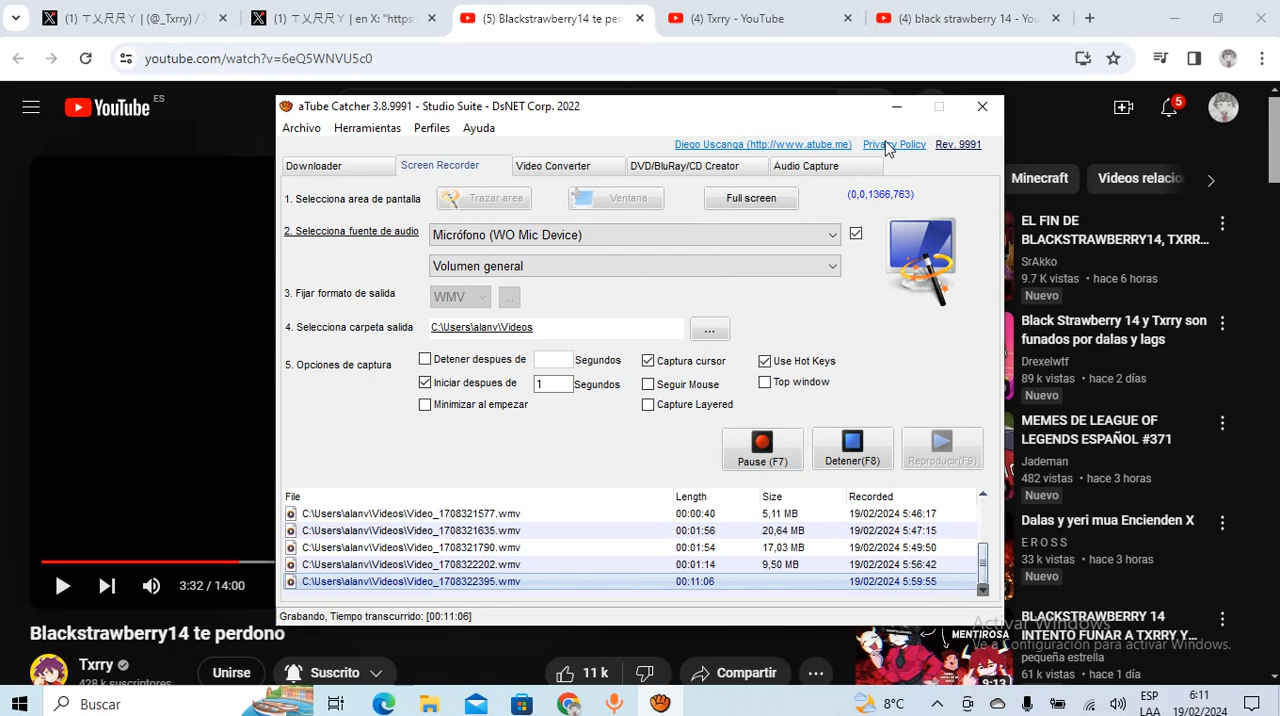 (1) ㄒ乂尺尺ㄚ | (@_Txrry) / X
(1) ㄒ乂尺尺ㄚ | en X: "https:
(5) Blackstrawberry14 te perdon
(4) Txrry - YouTube
(4) black strawberry 14 - You
youtube.com/watch?v=6eQ5WNVU5c0
YouTube ES
5
aTube Catcher 3.8.9991 - Studio Suite - DsNET Corp. 2022
Archivo Herramientas Perfiles Ayuda
Diego Uscanga (http://www.atube.me) Privacy Policy Rev. 9991
Downloader Screen Recorder Video Converter DVD/BluRay/CD Creator Audio Capture
1. Selecciona area de pantalla Trazar area Ventana Full screen (0,0,1366,763)
2. Selecciona fuente de audio Micrófono (WO Mic Device)
Volumen general
3. Fijar formato de salida WMV ...
4. Selecciona carpeta salida C:\Users\alanv\Videos ...
5. Opciones de captura
Detener despues de Segundos Captura cursor Use Hot Keys
Iniciar despues de 1 Segundos Seguir Mouse Top window
Minimizar al empezar Capture Layered
Pause (F7) Detener(F8) Reproducir(F9)
File Length Size Recorded
C:\Users\alanv\Videos\Video_1708321577.wmv 00:00:40 5,11 MB 19/02/2024 5:46:17
C:\Users\alanv\Videos\Video_1708321635.wmv 00:01:56 20,64 MB 19/02/2024 5:47:15
C:\Users\alanv\Videos\Video_1708321790.wmv 00:01:54 17,03 MB 19/02/2024 5:49:50
C:\Users\alanv\Videos\Video_1708322202.wmv 00:01:14 9,50 MB 19/02/2024 5:56:42
C:\Users\alanv\Videos\Video_1708322395.wmv 00:11:06 19/02/2024 5:59:55
Grabando, Tiempo transcurrido: [00:11:06]
3:32 / 14:00
Blackstrawberry14 te perdono
Txrry
428 k suscriptores
Unirse
Suscrito
11 k
Compartir
Minecraft Videos relacio
EL FIN DE
BLACKSTRAWBERRY14, TXRR...
SrAkko
9.7 K vistas • hace 6 horas
Nuevo
Black Strawberry 14 y Txrry son
funados por dalas y lags
Drexelwtf
89 k vistas • hace 2 días
Nuevo
MEMES DE LEAGUE OF
LEGENDS ESPAÑOL #371
Jademan
482 vistas • hace 3 horas
Nuevo
Dalas y yeri mua Encienden X
E R O S S
33 k vistas • hace 3 horas
Nuevo
BLACKSTRAWBERRY 14
INTENTO FUNAR A TXRRY Y...
pequeña estrella
61 k vistas • hace 1 día
Nuevo
MENTIROSA
9:13
Activar Windows
Ve a Configuración para activar Windows.
Buscar
8°C
ESP
LAA
6:11
19/02/2024